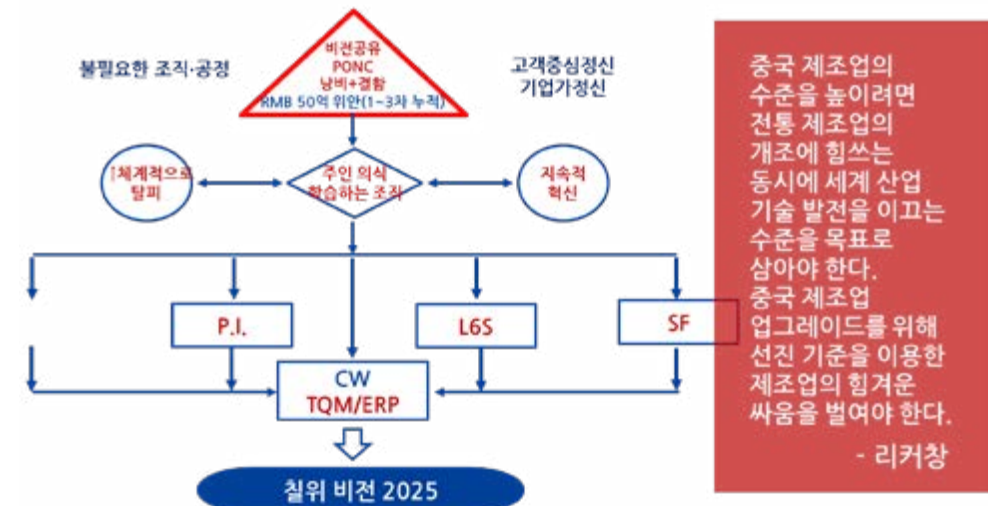 불필요한 조직·공정
비전공유
PONC
낭비+결함
RMB 50억 위안(1~3차 누적)
고객중심정신
기업가정신
↑체계적으로
탈피
주인 의식
학습하는 조직
지속적
혁신
P.I.
L6S
SF
CW
TQM/ERP
칠위 비전 2025
중국 제조업의
수준을 높이려면
전통 제조업의
개조에 힘쓰는
동시에 세계 산업
기술 발전을 이끄는
수준을 목표로
삼아야 한다.
중국 제조업
업그레이드를 위해
선진 기준을 이용한
제조업의 힘겨운
싸움을 벌여야 한다.
- 리커창